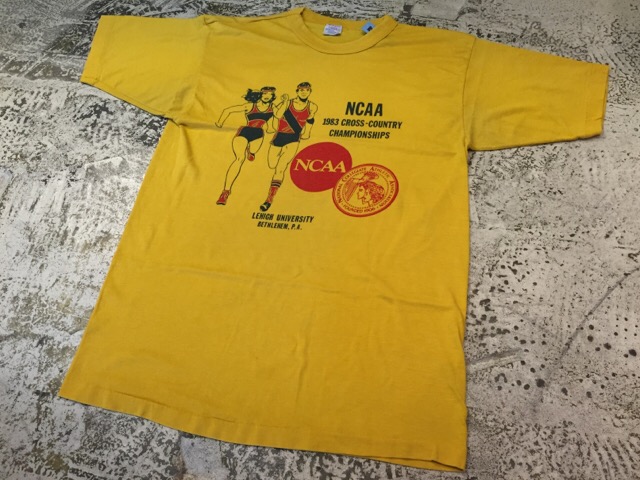 NCAA
1983 CROSS-COUNTRY
CHAMPIONSHIPS
NCAA
LEHIGH UNIVERSITY
BETHLEHEM, P.A.